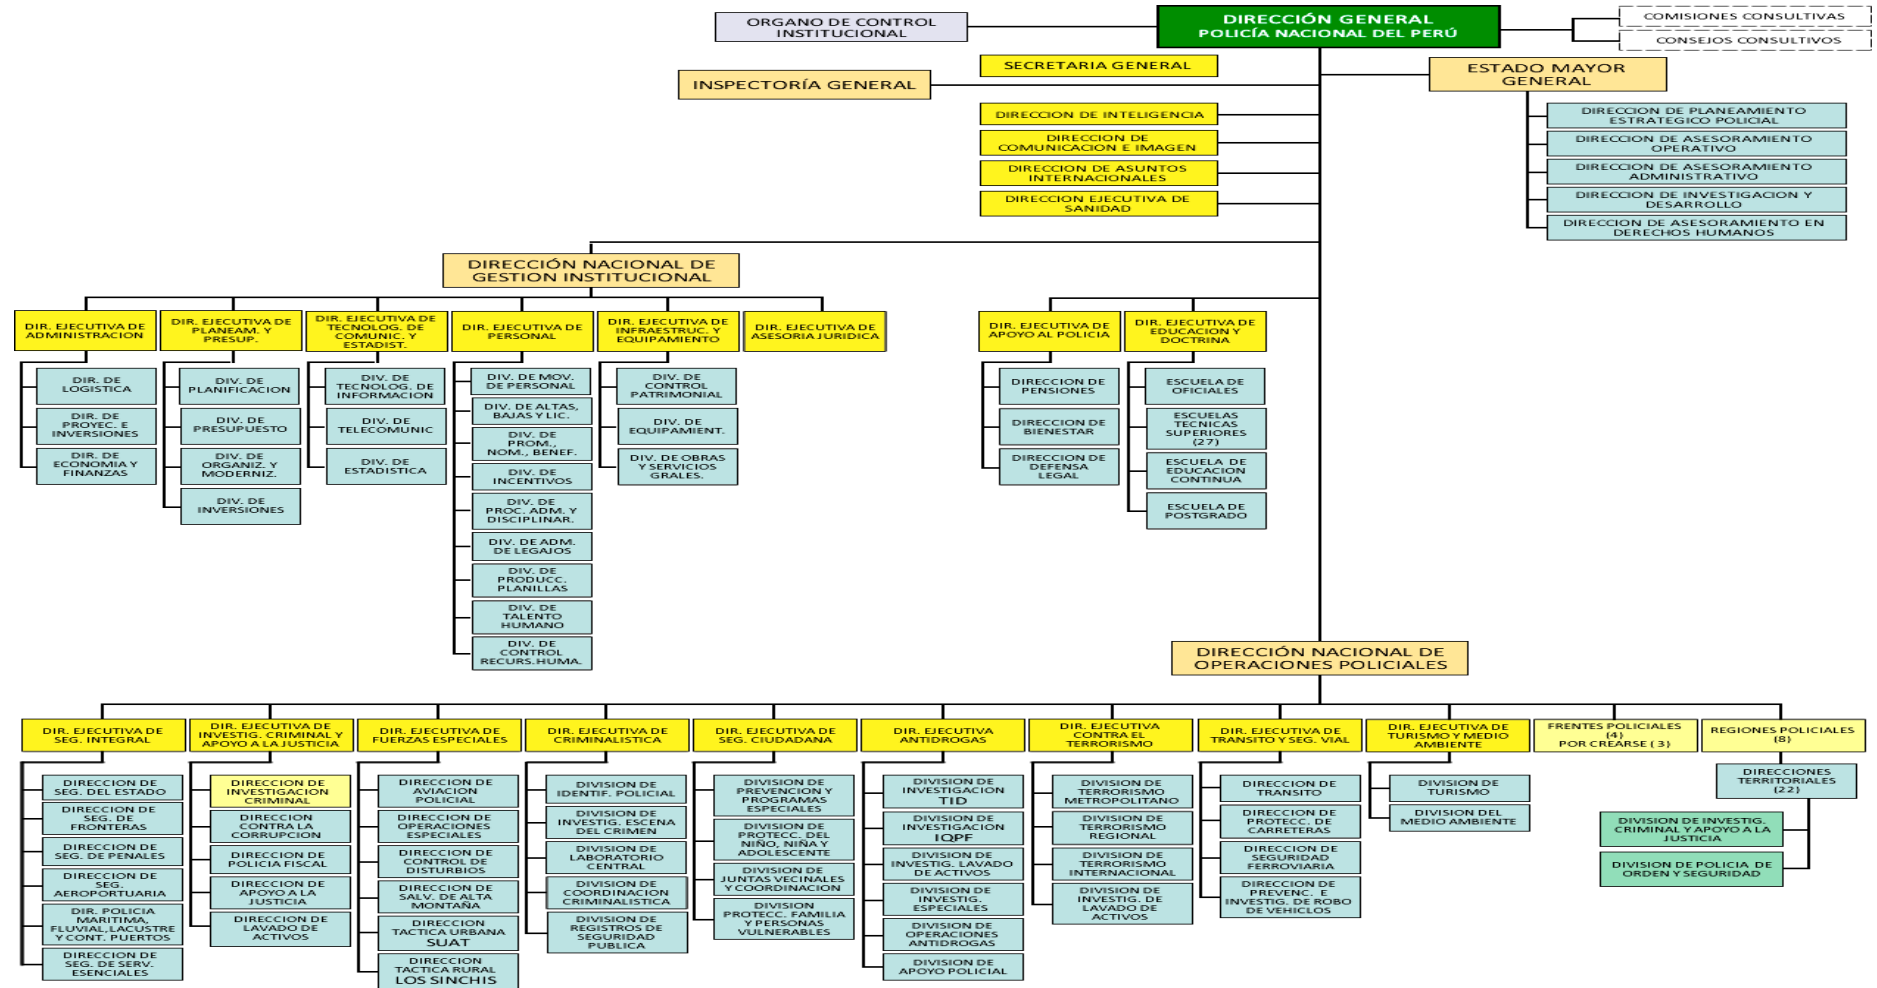 ORGANO DE CONTROL
INSTITUCIONAL
DIRECCIÓN GENERAL
POLICÍA NACIONAL DEL PERÚ
COMISIONES CONSULTIVAS
CONSEJOS CONSULTIVOS
SECRETARIA GENERAL
INSPECTORÍA GENERAL
ESTADO MAYOR
GENERAL
DIRECCION DE INTELIGENCIA
DIRECCION DE
COMUNICACION E IMAGEN
DIRECCION DE ASUNTOS
INTERNACIONALES
DIRECCION EJECUTIVA DE
SANIDAD
DIRECCION DE PLANEAMIENTO
ESTRATEGICO POLICIAL
DIRECCION DE ASESORAMIENTO
OPERATIVO
DIRECCION DE ASESORAMIENTO
ADMINISTRATIVO
DIRECCION DE INVESTIGACION Y
DESARROLLO
DIRECCION DE ASESORAMIENTO EN
DERECHOS HUMANOS
DIRECCIÓN NACIONAL DE
GESTION INSTITUCIONAL
DIR. EJECUTIVA DE
ADMINISTRACION
DIR. DE
LOGISTICA
DIR. DE
PROYEC. E
INVERSIONES
DIR. DE
ECONOMIA Y
FINANZAS
DIR. EJECUTIVA DE
PLANEAM. Y
PRESUP.
DIV. DE
PLANIFICACION
DIV. DE
PRESUPUESTO
DIV. DE
ORGANIZ. Y
MODERNIZ.
DIV. DE
INVERSIONES
DIR. EJECUTIVA DE
TECNOLOG. DE
COMUNIC. Y
ESTADIST.
DIV. DE
TECNOLOG. DE
INFORMACION
DIV. DE
TELECOMUNIC
DIV. DE
ESTADISTICA
DIR. EJECUTIVA DE
PERSONAL
DIV. DE MOV.
DE PERSONAL
DIV. DE ALTAS,
BAJAS Y LIC.
DIV. DE
PROM.,
NOM., BENEF.
DIV. DE
INCENTIVOS
DIV. DE
PROC. ADM. Y
DISCIPLINAR.
DIV. DE ADM.
DE LEGAJOS
DIV. DE
PRODUCC.
PLANILLAS
DIV. DE
TALENTO
HUMANO
DIV. DE
CONTROL
RECURS.HUMA.
DIR. EJECUTIVA DE
INFRAESTRUC. Y
EQUIPAMIENTO
DIV. DE
CONTROL
PATRIMONIAL
DIV. DE
EQUIPAMIENT.
DIV. DE OBRAS
Y SERVICIOS
GRALES.
DIR. EJECUTIVA DE
ASESORIA JURIDICA
DIR. EJECUTIVA DE
APOYO AL POLICIA
DIRECCION DE
PENSIONES
DIRECCION DE
BIENESTAR
DIRECCION DE
DEFENSA
LEGAL
DIR. EJECUTIVA DE
EDUCACION Y
DOCTRINA
ESCUELA DE
OFICIALES
ESCUELAS
TECNICAS
SUPERIORES
(27)
ESCUELA DE
EDUCACION
CONTINUA
ESCUELA DE
POSTGRADO
DIRECCIÓN NACIONAL DE
OPERACIONES POLICIALES
DIR. EJECUTIVA DE
SEG. INTEGRAL
DIRECCION DE
SEG. DEL ESTADO
DIRECCION DE
SEG. DE
FRONTERAS
DIRECCION DE
SEG. DE PENALES
DIRECCION DE
SEG.
AEROPORTUARIA
DIR. POLICIA
MARITIMA,
FLUVIAL,LACUSTRE
Y CONT. PUERTOS
DIRECCION DE
SEG. DE SERV.
ESENCIALES
DIR. EJECUTIVA DE
INVESTIG. CRIMINAL Y
APOYO A LA JUSTICIA
DIRECCION DE
INVESTIGACION
CRIMINAL
DIRECCION
CONTRA LA
CORRUPCION
DIRECCION DE
POLICIA FISCAL
DIRECCION DE
APOYO A LA
JUSTICIA
DIRECCION DE
LAVADO DE
ACTIVOS
DIR. EJECUTIVA DE
FUERZAS ESPECIALES
DIRECCION DE
AVIACION
POLICIAL
DIRECCION DE
OPERACIONES
ESPECIALES
DIRECCION DE
CONTROL DE
DISTURBIOS
DIRECCION DE
SALV. DE ALTA
MONTAÑA
DIRECCION
TACTICA URBANA
SUAT
DIRECCION
TACTICA RURAL
LOS SINCHIS
DIR. EJECUTIVA DE
CRIMINALISTICA
DIVISION DE
IDENTIF. POLICIAL
DIVISION DE
INVESTIG. ESCENA
DEL CRIMEN
DIVISION DE
LABORATORIO
CENTRAL
DIVISION DE
COORDINACION
CRIMINALISTICA
DIVISION DE
REGISTROS DE
SEGURIDAD
PUBLICA
DIR. EJECUTIVA DE
SEG. CIUDADANA
DIVISION DE
PREVENCION Y
PROGRAMAS
ESPECIALES
DIVISION DE
PROTECC. DEL
NIÑO, NIÑA Y
ADOLESCENTE
DIVISION DE
JUNTAS VECINALES
Y COORDINACION
DIVISION
PROTECC. FAMILIA
Y PERSONAS
VULNERABLES
DIR. EJECUTIVA
ANTIDROGAS
DIVISION DE
INVESTIGACION
TID
DIVISION DE
INVESTIGACION
IQPF
DIVISION DE
INVESTIG. LAVADO
DE ACTIVOS
DIVISION DE
INVESTIG.
ESPECIALES
DIVISION DE
OPERACIONES
ANTIDROGAS
DIVISION DE
APOYO POLICIAL
DIR. EJECUTIVA
CONTRA EL
TERRORISMO
DIVISION DE
TERRORISMO
METROPOLITANO
DIVISION DE
TERRORISMO
REGIONAL
DIVISION DE
TERRORISMO
INTERNACIONAL
DIVISION DE
INVESTIG. DE
LAVADO DE
ACTIVOS
DIR. EJECUTIVA DE
TRANSITO Y SEG. VIAL
DIRECCION DE
TRANSITO
DIRECCION DE
PROTECC. DE
CARRETERAS
DIRECCION DE
SEGURIDAD
FERROVIARIA
DIRECCION DE
PREVENC. E
INVESTIG. DE ROBO
DE VEHICLOS
DIR. EJECUTIVA DE
TURISMO Y MEDIO
AMBIENTE
DIVISION DE
TURISMO
DIVISION DEL
MEDIO AMBIENTE
FRENTES POLICIALES
(4)
POR CREARSE ( 3)
REGIONES POLICIALES
(8)
DIRECCIONES
TERRITORIALES
(22)
DIVISION DE INVESTIG.
CRIMINAL Y APOYO A LA
JUSTICIA
DIVISION DE POLICIA DE
ORDEN Y SEGURIDAD